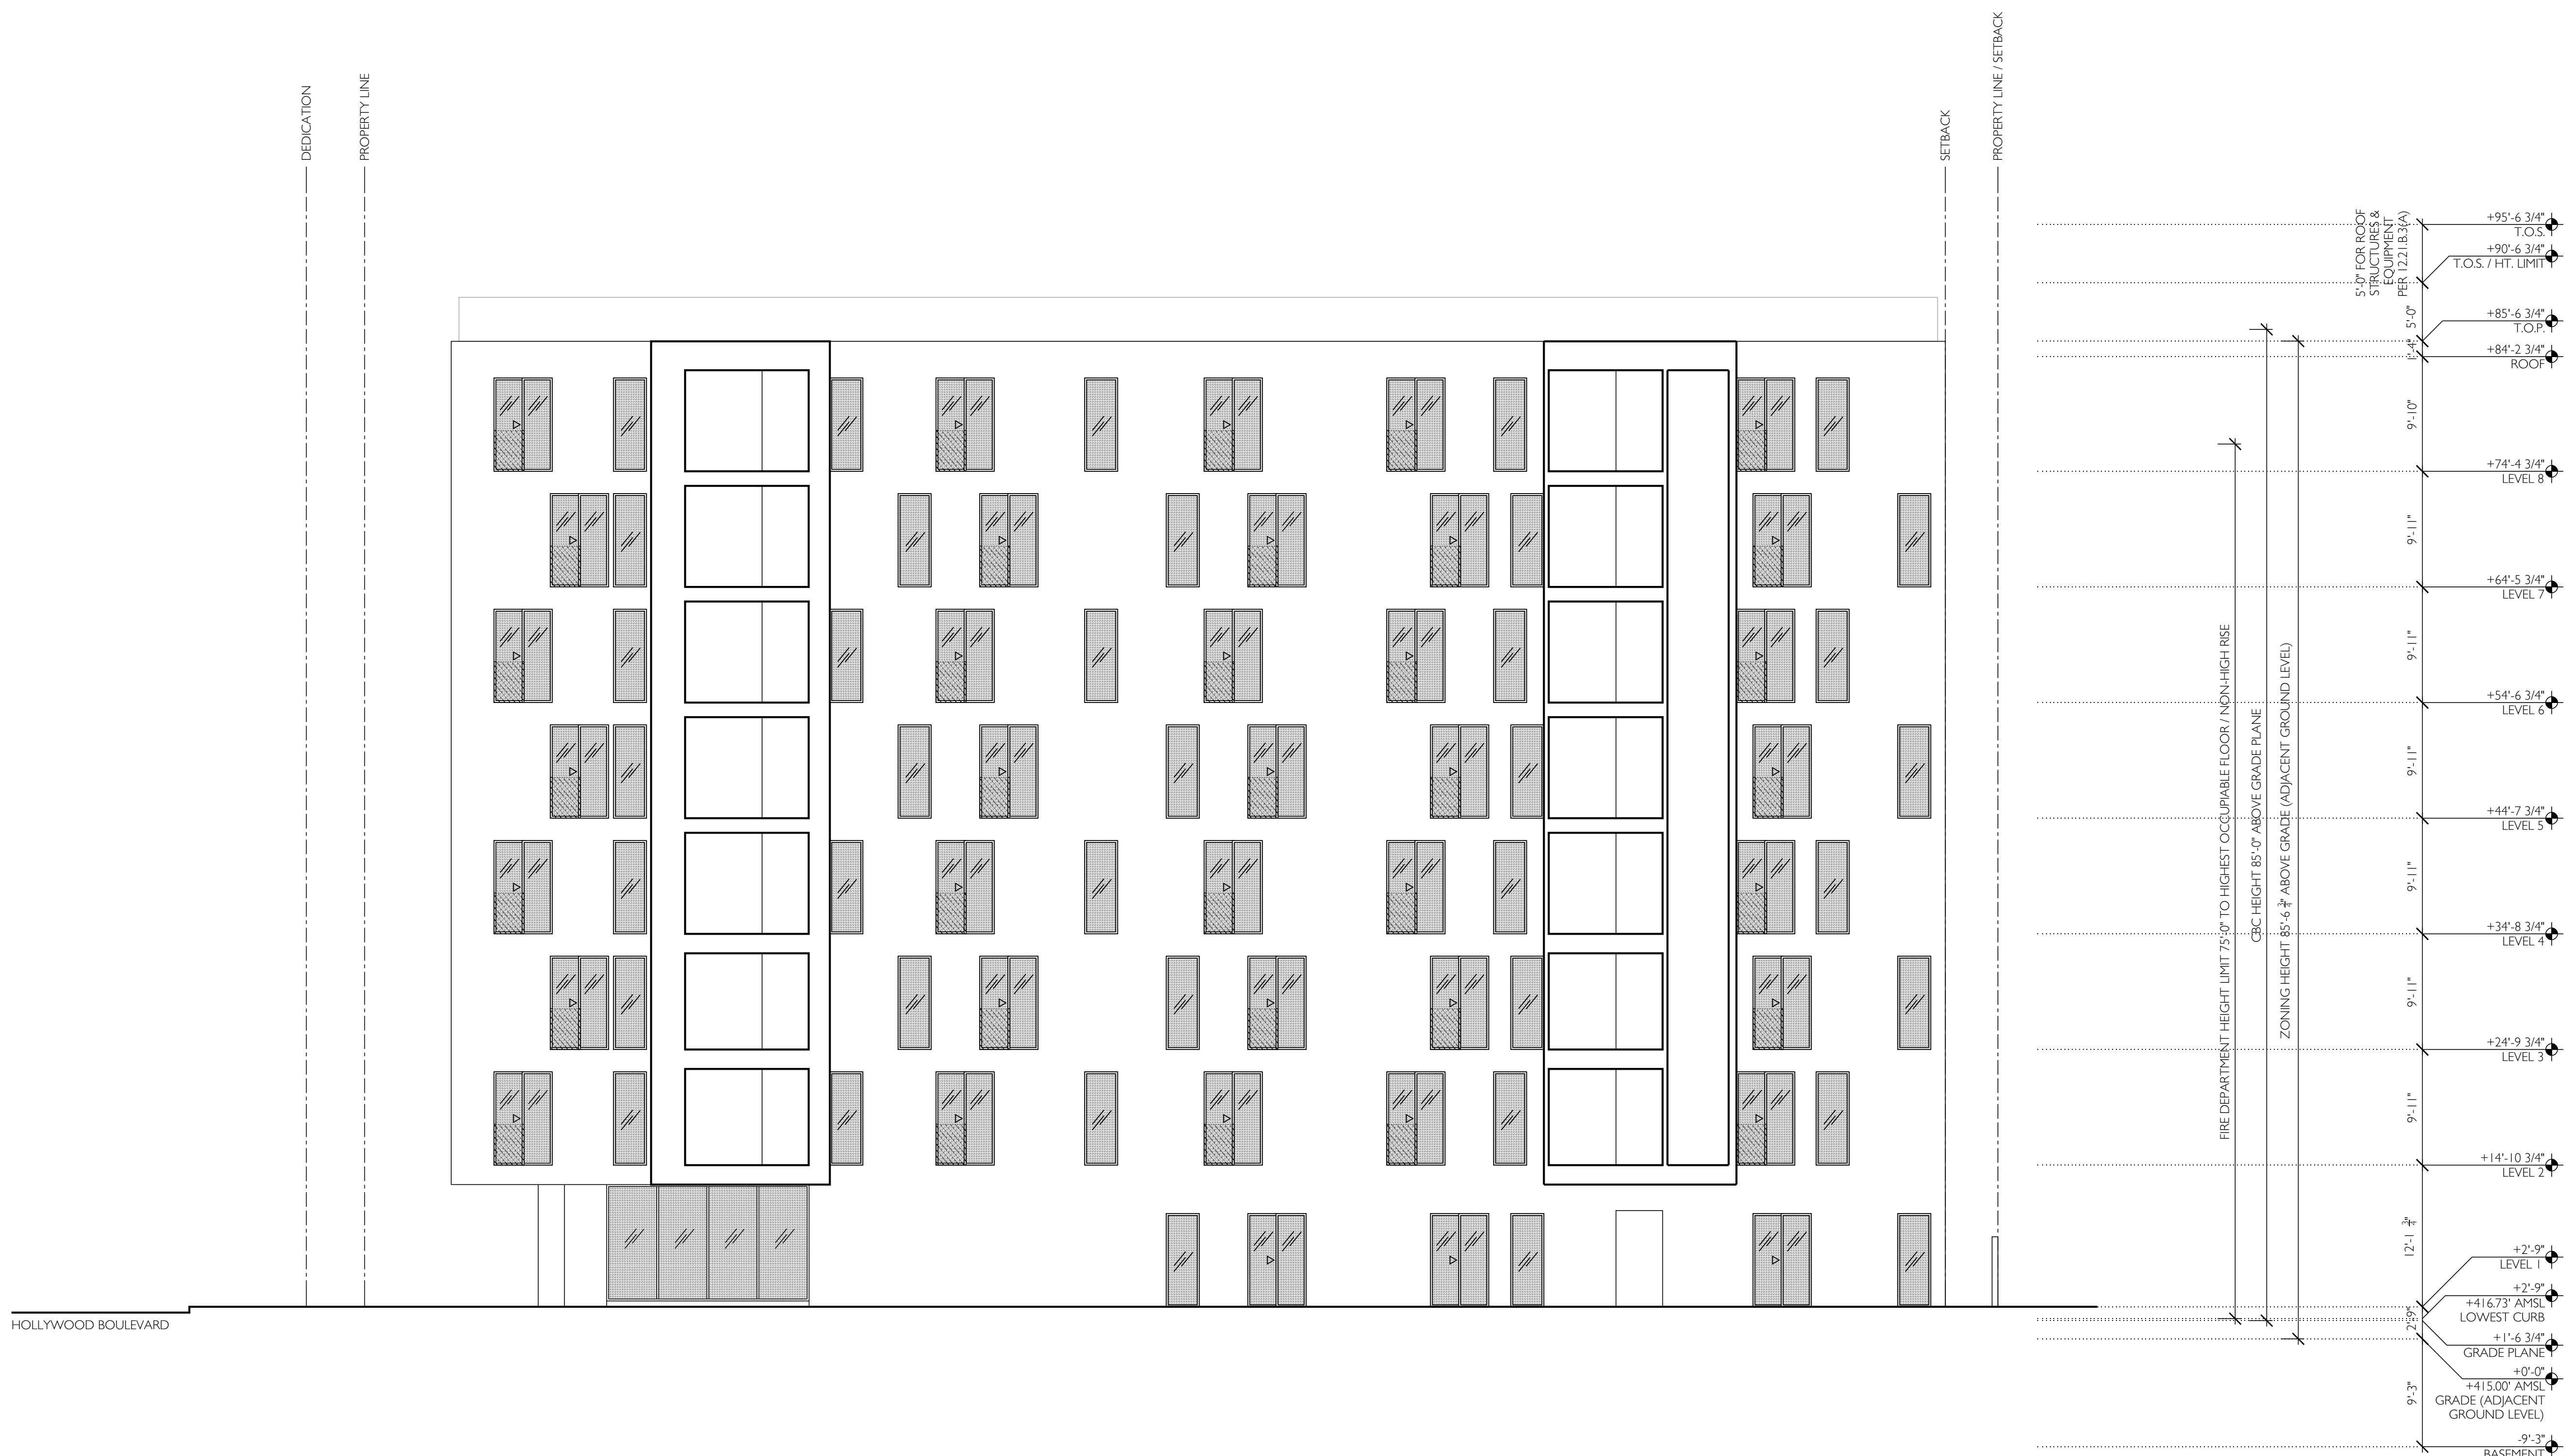 DEDICATION
PROPERTY LINE
SETBACK
PROPERTY LINE / SETBACK
5'-0" FOR ROOF
STRUCTURES &
EQUIPMENT
PER 12.21.B.3(A)
+95'-6 3/4"
T.O.S.
+90'-6 3/4"
T.O.S. / HT. LIMIT
5'-0"
+85'-6 3/4"
T.O.P.
1'-4"
+84'-2 3/4"
ROOF
9'-10"
+74'-4 3/4"
LEVEL 8
9'-11"
+64'-5 3/4"
LEVEL 7
9'-11"
+54'-6 3/4"
LEVEL 6
9'-11"
+44'-7 3/4"
LEVEL 5
9'-11"
+34'-8 3/4"
LEVEL 4
9'-11"
+24'-9 3/4"
LEVEL 3
9'-11"
+14'-10 3/4"
LEVEL 2
12'-1 3/4"
+2'-9"
LEVEL 1
2'-9"
+2'-9"
+416.73' AMSL
LOWEST CURB
+1'-6 3/4"
GRADE PLANE
+0'-0"
+415.00' AMSL
GRADE (ADJACENT
GROUND LEVEL)
9'-3"
-9'-3"
BASEMENT
FIRE DEPARTMENT HEIGHT LIMIT 75'-0" TO HIGHEST OCCUPIABLE FLOOR / NON-HIGH RISE
CBC HEIGHT 85'-0" ABOVE GRADE PLANE
ZONING HEIGHT 85'-6 3/4" ABOVE GRADE (ADJACENT GROUND LEVEL)
HOLLYWOOD BOULEVARD